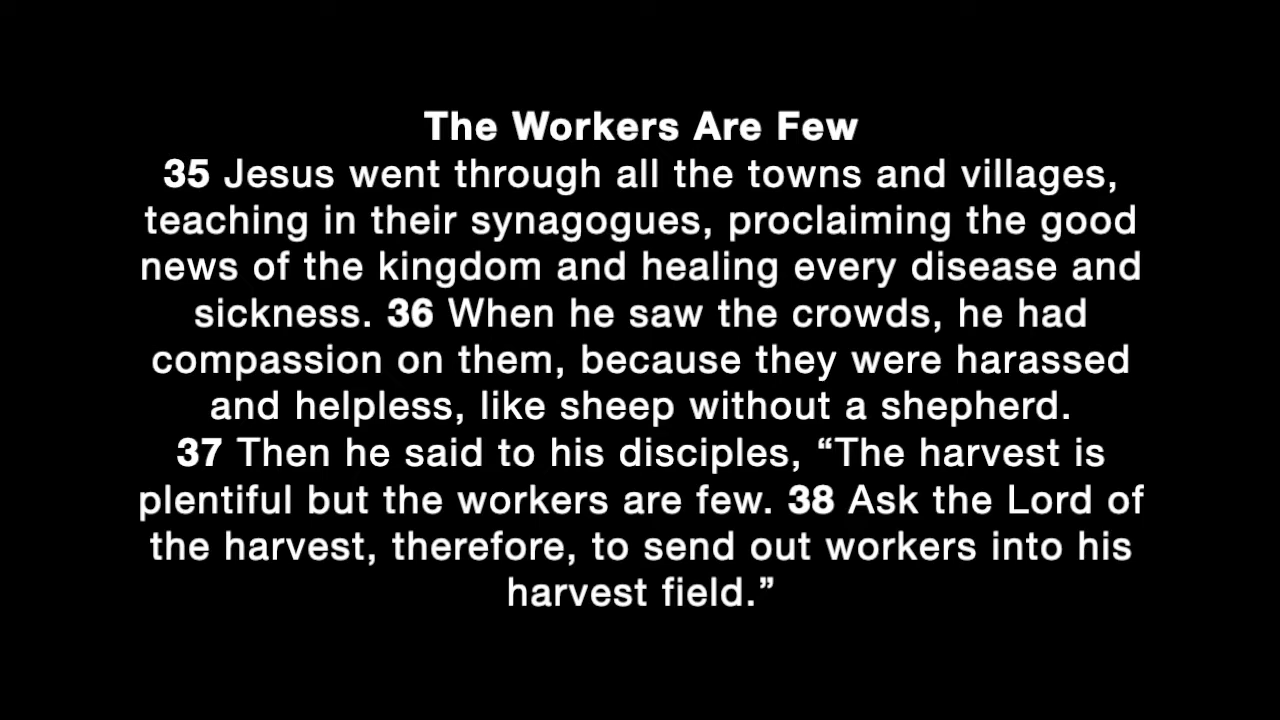 The Workers Are Few
35 Jesus went through all the towns and villages,
teaching in their synagogues, proclaiming the good
news of the kingdom and healing every disease and
sickness. 36 When he saw the crowds, he had
compassion on them, because they were harassed
and helpless, like sheep without a shepherd.
37 Then he said to his disciples, “The harvest is
plentiful but the workers are few. 38 Ask the Lord of
the harvest, therefore, to send out workers into his
harvest field.”